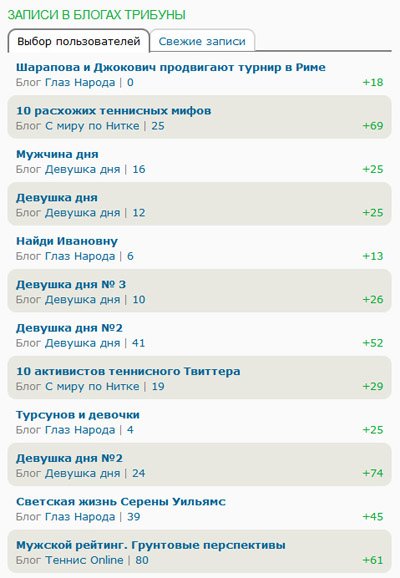 ЗАПИСИ В БЛОГАХ ТРИБУНЫ
Выбор пользователей Свежие записи
Шарапова и Джокович продвигают турнир в Риме
Блог Глаз Народа | 0 +18
10 расхожих теннисных мифов
Блог С миру по Нитке | 25 +69
Мужчина дня
Блог Девушка дня | 16 +25
Девушка дня
Блог Девушка дня | 12 +25
Найди Ивановну
Блог Глаз Народа | 6 +13
Девушка дня № 3
Блог Девушка дня | 10 +26
Девушка дня №2
Блог Девушка дня | 41 +52
10 активистов теннисного Твиттера
Блог С миру по Нитке | 19 +29
Турсунов и девочки
Блог Глаз Народа | 4 +25
Девушка дня №2
Блог Девушка дня | 24 +74
Светская жизнь Серены Уильямс
Блог Глаз Народа | 39 +45
Мужской рейтинг. Грунтовые перспективы
Блог Теннис Online | 80 +61